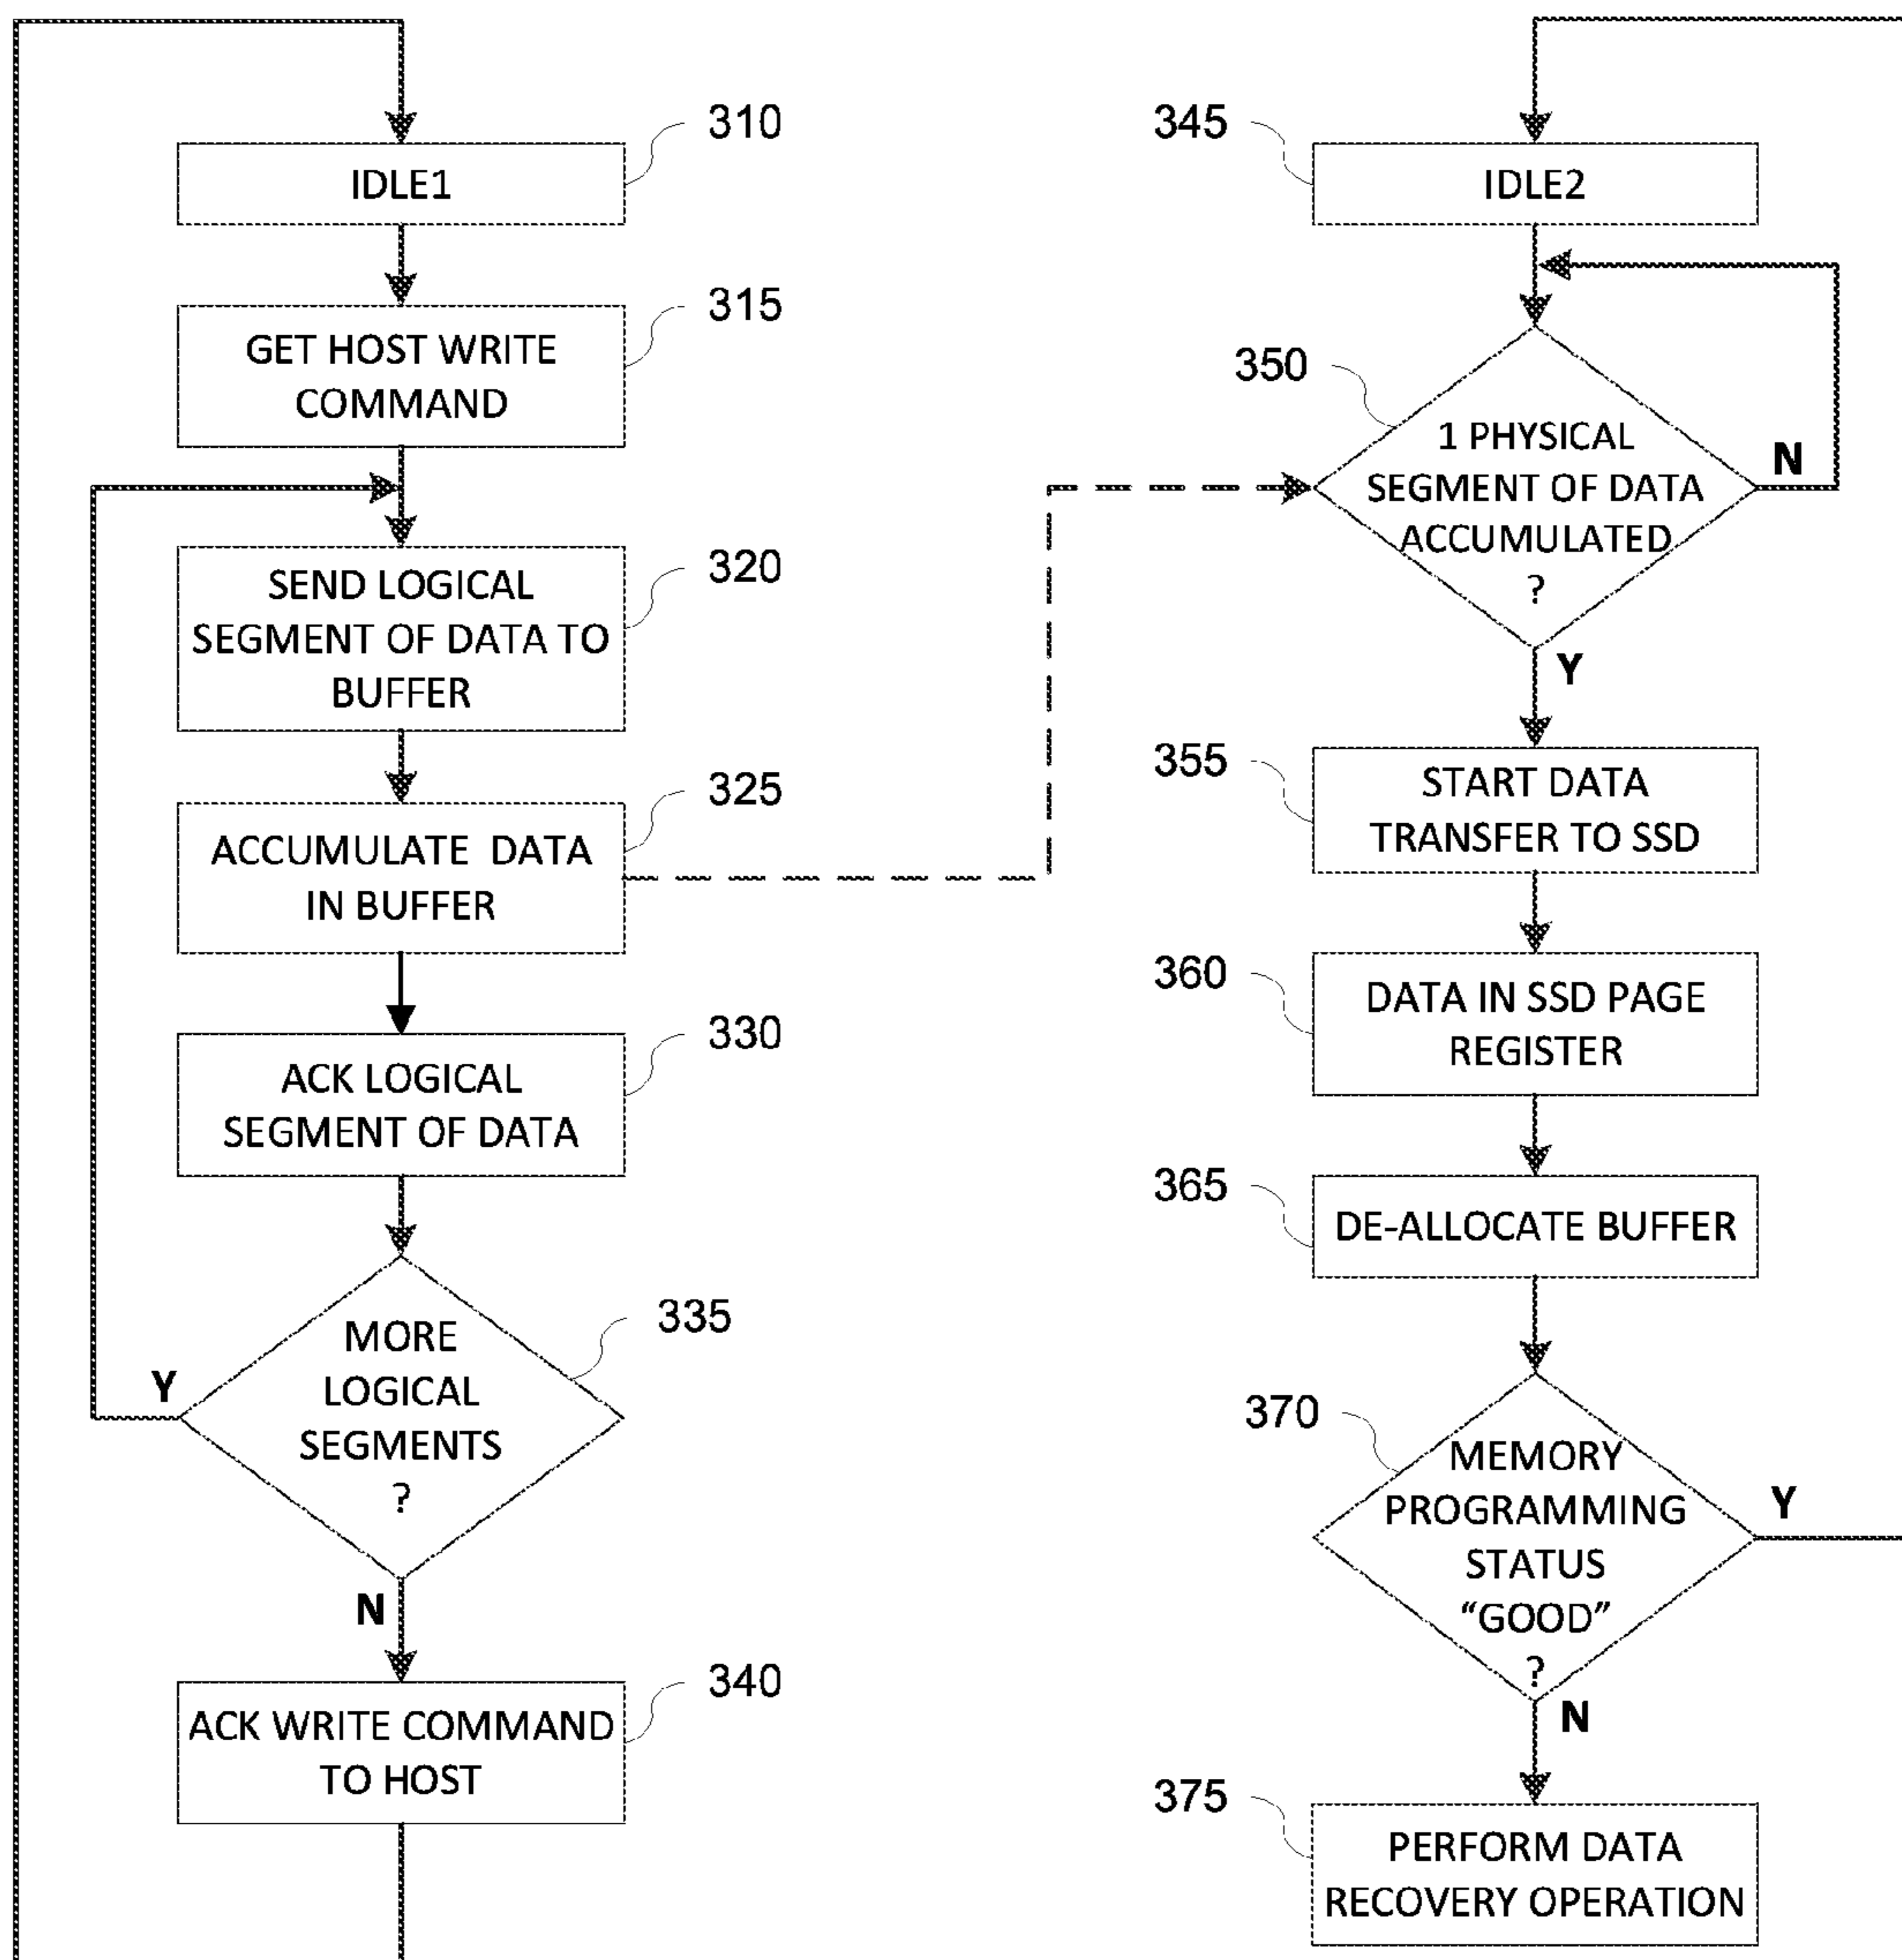 310
IDLE1
315
GET HOST WRITE
COMMAND
320
SEND LOGICAL
SEGMENT OF DATA TO
BUFFER
325
ACCUMULATE DATA
IN BUFFER
330
ACK LOGICAL
SEGMENT OF DATA
335
MORE
LOGICAL
SEGMENTS
?
Y
N
340
ACK WRITE COMMAND
TO HOST
345
IDLE2
350
1 PHYSICAL
SEGMENT OF DATA
ACCUMULATED
?
N
Y
355
START DATA
TRANSFER TO SSD
360
DATA IN SSD PAGE
REGISTER
365
DE-ALLOCATE BUFFER
370
MEMORY
PROGRAMMING
STATUS
“GOOD”
?
Y
N
375
PERFORM DATA
RECOVERY OPERATION